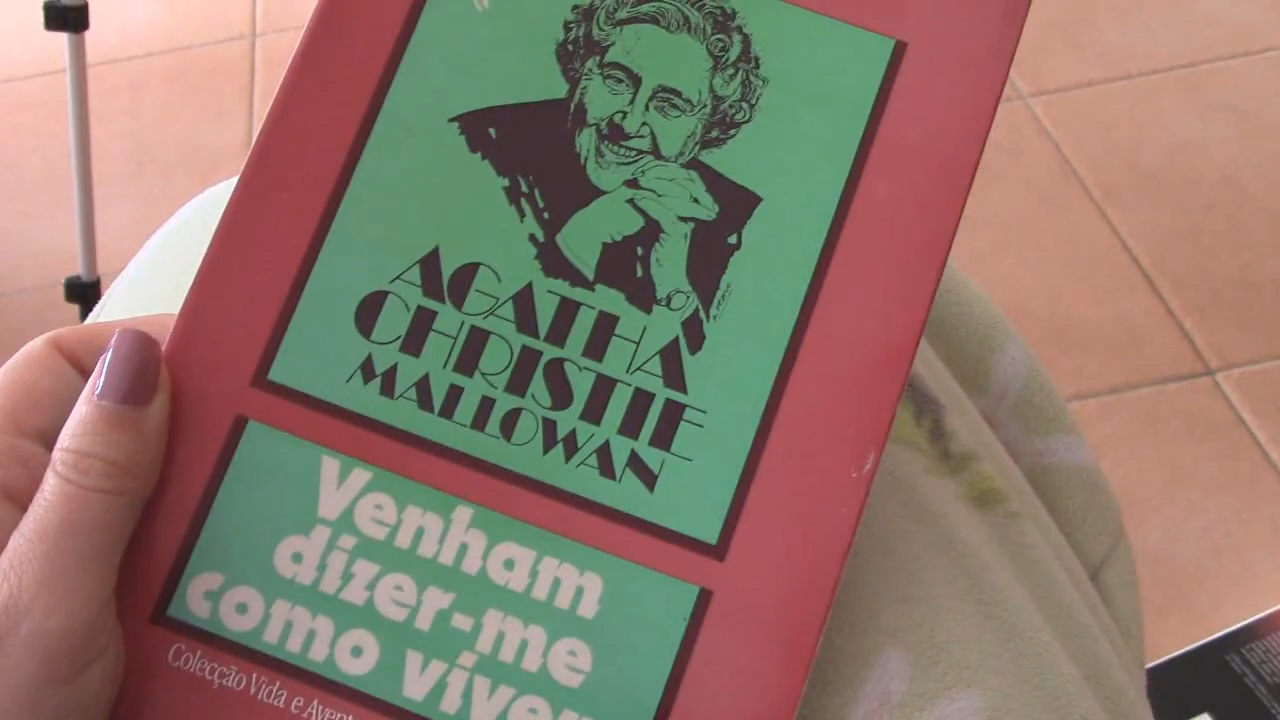 AGATHA
CHRISTIE
MALLOWAN
Venham
dizer-me
como
Colecção Vida e